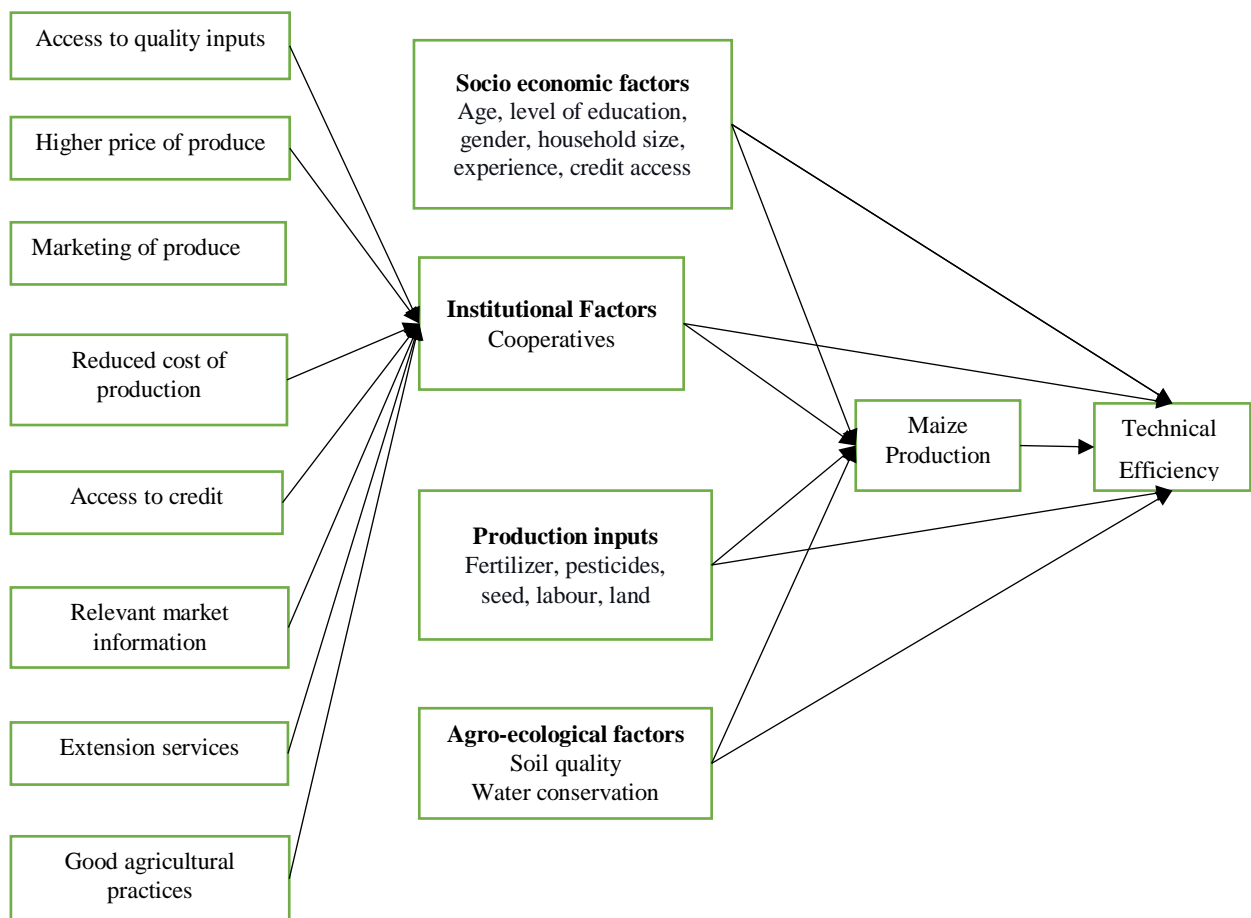 Access to quality inputs
Higher price of produce
Marketing of produce
Reduced cost of
production
Access to credit
Relevant market
information
Extension services
Good agricultural
practices
Socio economic factors
Age, level of education,
gender, household size,
experience, credit access
Institutional Factors
Cooperatives
Production inputs
Fertilizer, pesticides,
seed, labour, land
Agro-ecological factors
Soil quality
Water conservation
Maize
Production
Technical
Efficiency